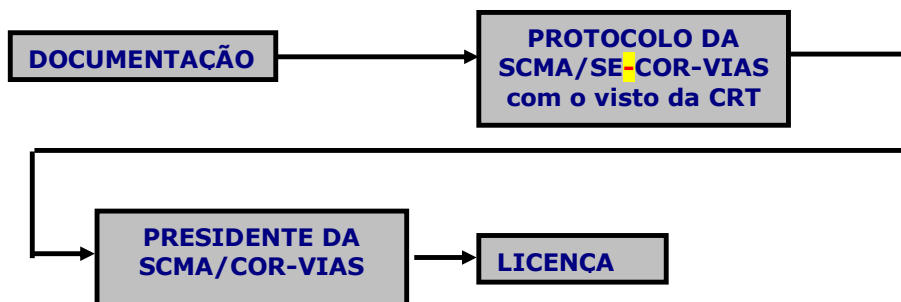 DOCUMENTAÇÃO
PROTOCOLO DA
SCMA/SE-COR-VIAS
com o visto da CRT
PRESIDENTE DA
SCMA/COR-VIAS
LICENÇA